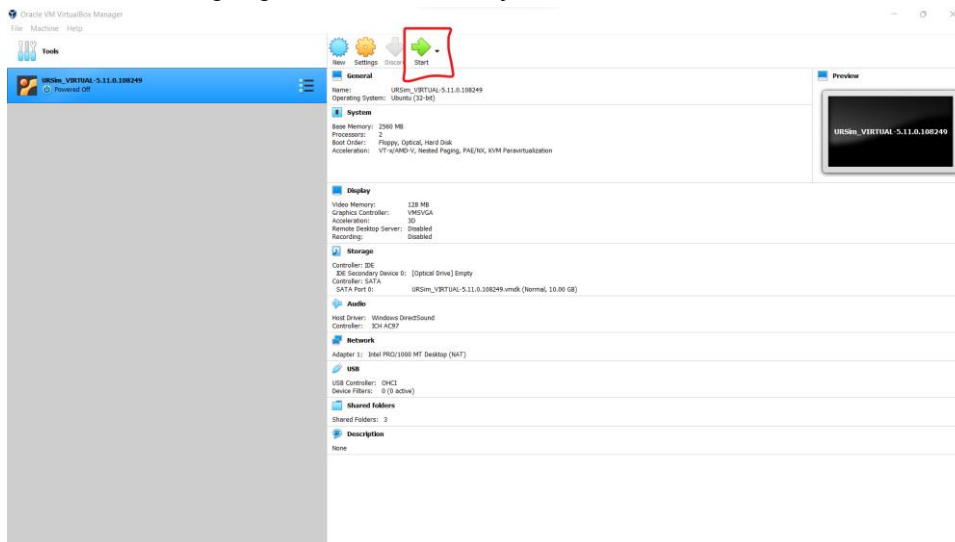 Oracle VM VirtualBox Manager
File Machine Help
Tools
New Settings Discard Start
URSim_VIRTUAL-5.11.0.108249
Powered Off
General
Name: URSim_VIRTUAL-5.11.0.108249
Operating System: Ubuntu (32-bit)
Preview
URSim_VIRTUAL-5.11.0.108249
System
Base Memory: 2560 MB
Processors: 2
Boot Order: Floppy, Optical, Hard Disk
Acceleration: VT-x/AMD-V, Nested Paging, PAE/NX, KVM Paravirtualization
Display
Video Memory: 128 MB
Graphics Controller: VMSVGA
Acceleration: 3D
Remote Desktop Server: Disabled
Recording: Disabled
Storage
Controller: IDE
IDE Secondary Device 0: [Optical Drive] Empty
Controller: SATA
SATA Port 0: URSim_VIRTUAL-5.11.0.108249.vmdk (Normal, 10.00 GB)
Audio
Host Driver: Windows DirectSound
Controller: ICH AC97
Network
Adapter 1: Intel PRO/1000 MT Desktop (NAT)
USB
USB Controller: OHCI
Device Filters: 0 (0 active)
Shared folders
Shared Folders: 3
Description
None